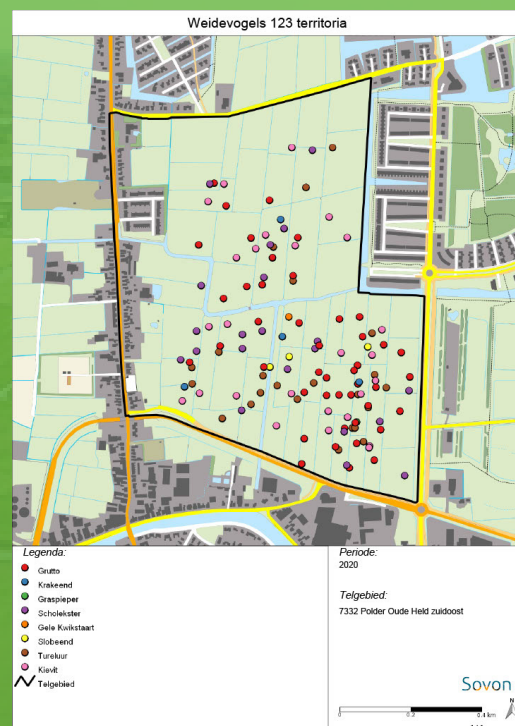 Weidevogels 123 territoria
Legenda:
Grutto
Krakeend
Graspieper
Scholekster
Gele Kwikstaart
Slobeend
Tureluur
Kievit
Telgebied
Periode:
2020
Telgebied:
7332 Polder Oude Held zuidoost
Sovon
0 0.2 0.4 km
N